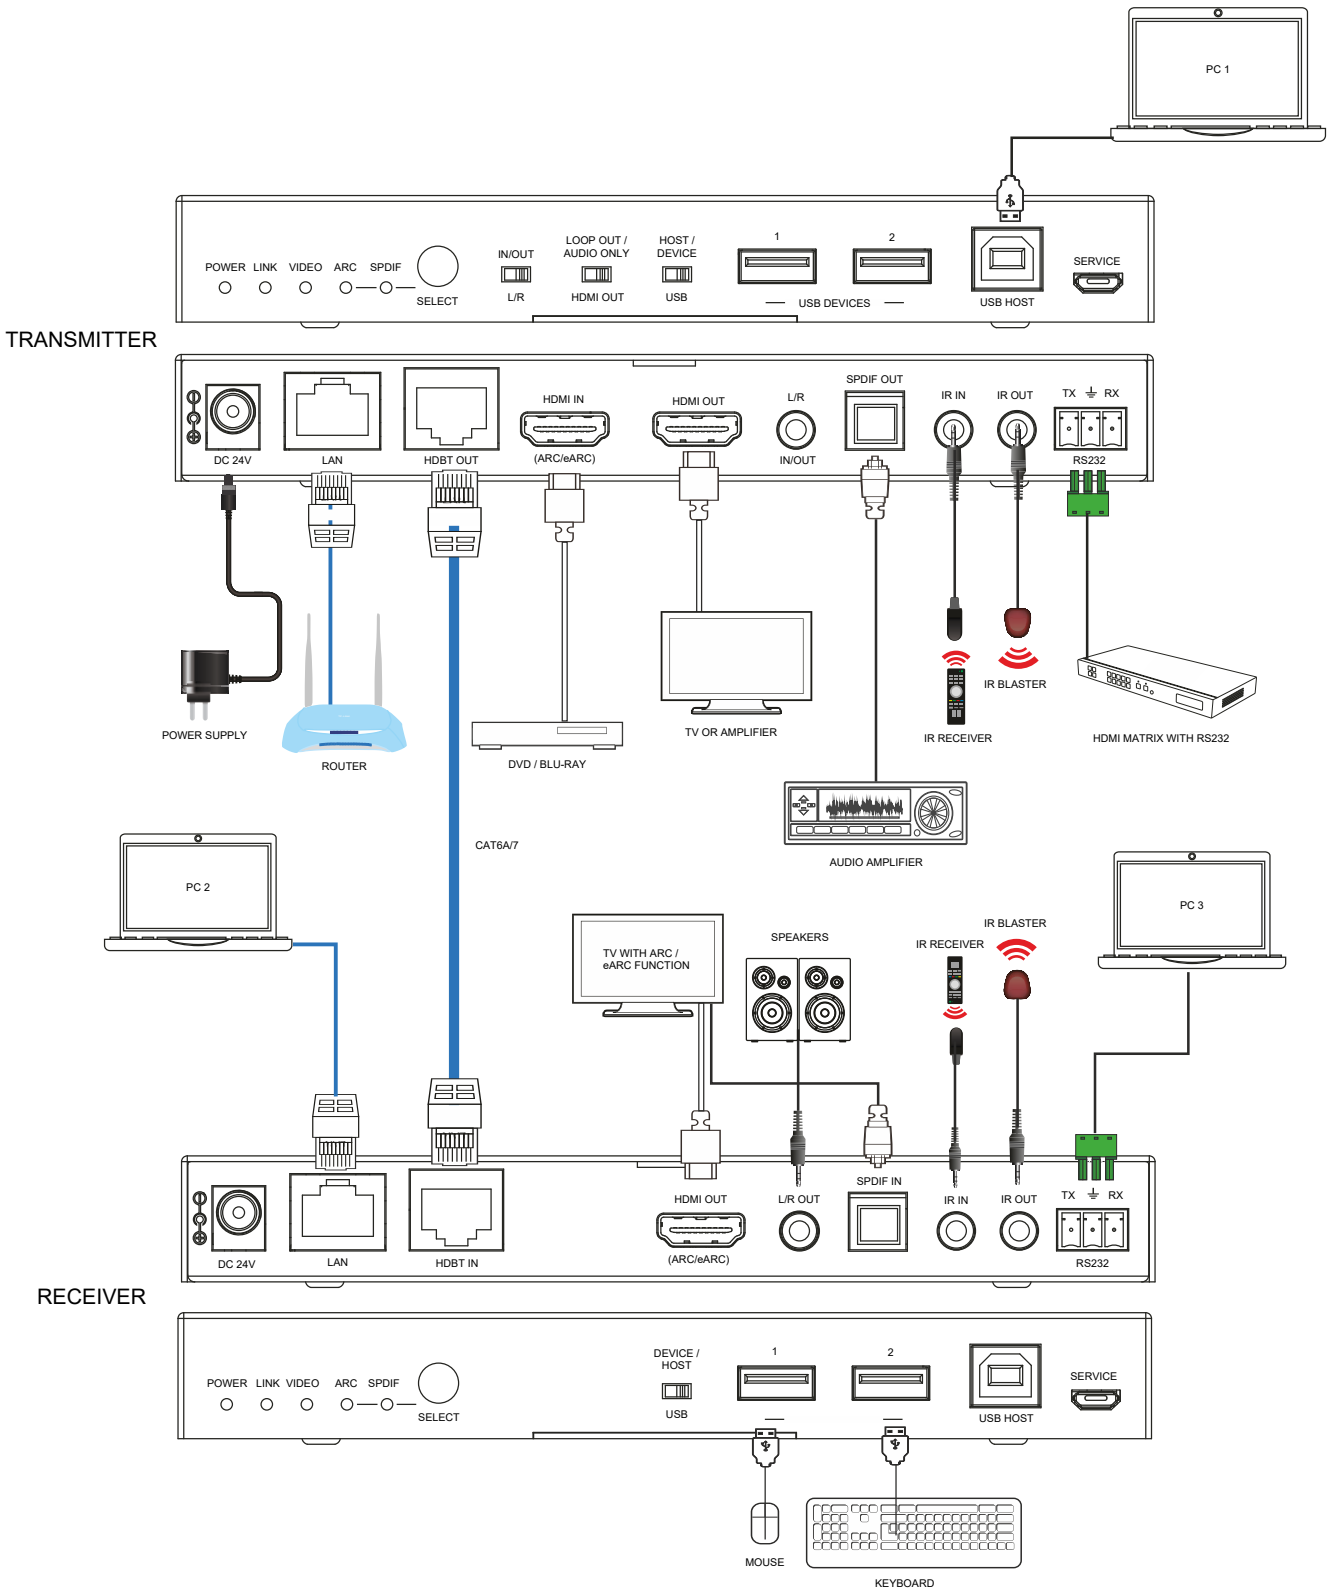 PC 1
LOOP OUT /
AUDIO ONLY
HOST /
DEVICE
1
2
IN/OUT
POWER LINK VIDEO ARC SPDIF
SERVICE
SELECT
L/R
HDMI OUT
USB
USB DEVICES
USB HOST
TRANSMITTER
SPDIF OUT
HDMI IN
HDMI OUT
L/R
IR IN
IR OUT
TX RX
DC 24V
LAN
HDBT OUT
(ARC/eARC)
IN/OUT
RS232
IR BLASTER
POWER SUPPLY
TV OR AMPLIFIER
IR RECEIVER
HDMI MATRIX WITH RS232
ROUTER
DVD / BLU-RAY
CAT6A/7
AUDIO AMPLIFIER
PC 2
PC 3
IR BLASTER
SPEAKERS
IR RECEIVER
TV WITH ARC /
eARC FUNCTION
SPDIF IN
HDMI OUT
L/R OUT
IR IN
IR OUT
TX RX
DC 24V
LAN
HDBT IN
(ARC/eARC)
RS232
RECEIVER
DEVICE /
HOST
1
2
POWER LINK VIDEO ARC SPDIF
SERVICE
SELECT
USB
USB HOST
MOUSE
KEYBOARD